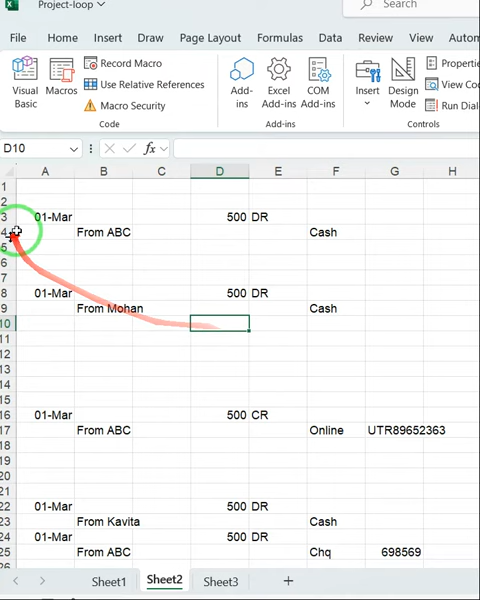 Project-loop
Search
File Home Insert Draw Page Layout Formulas Data Review View
Visual Basic
Macros
Record Macro
Use Relative References
Macro Security
Code
Add-ins
Excel Add-ins
COM Add-ins
Add-ins
Insert
Design Mode
View
Controls
D10 fx
A B C D E F G H
1
2
3 01-Mar 500 DR
4 From ABC Cash
5
6
7
8 01-Mar 500 DR
9 From Mohan Cash
10
11
12
13
14
15
16 01-Mar 500 CR
17 From ABC Online UTR89652363
18
19
20
21
22 01-Mar 500 DR
23 From Kavita Cash
24 01-Mar 500 DR
25 From ABC Chq 698569
26
Sheet1 Sheet2 Sheet3 +